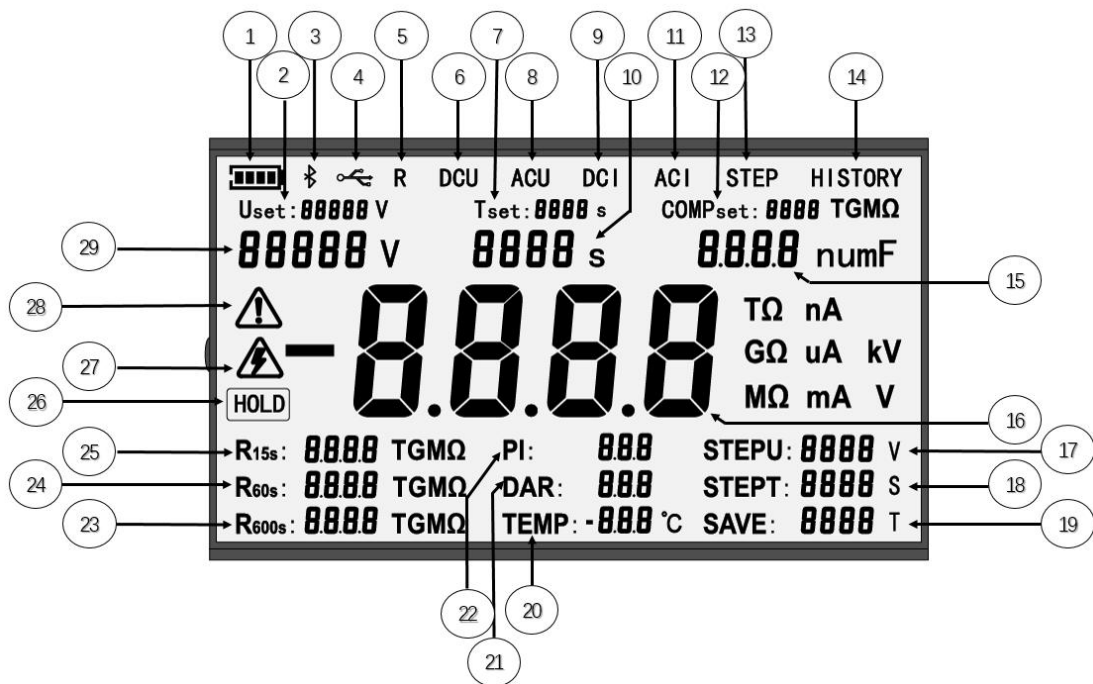 1 3 5 7 9 11 13
2 4 6 8 10 12 14
R DCU ACU DCI ACI STEP HISTORY
Uset: 88888 V Tset: 8888 s COMPset: 8888 TGMΩ
29 88888 V 8888 s 8.8.8.8 numF
15
28 TΩ nA
27 -8.8.8.8 GΩ uA kV
26 HOLD MΩ mA V
16
25 R15s: 8.8.8.8 TGMΩ PI: 8.8.8 STEPU: 8888 V 17
24 R60s: 8.8.8.8 TGMΩ DAR: 8.8.8 STEPT: 8888 S 18
23 R600s: 8.8.8.8 TGMΩ TEMP: -8.8.8 °C SAVE: 8888 T 19
22 20
21